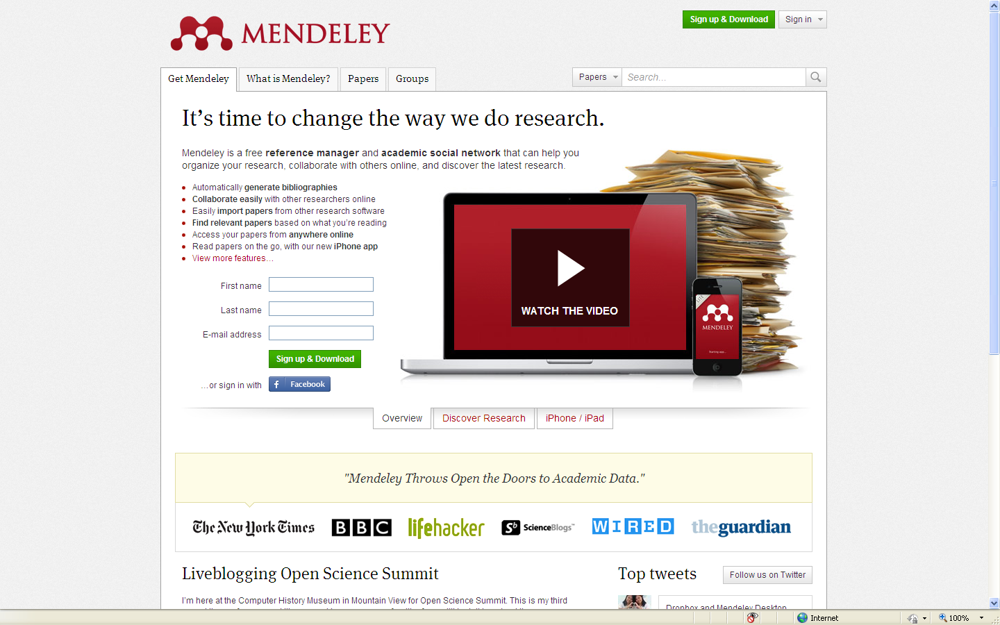 MENDELEY
Sign up & Download
Sign in
Get Mendeley
What is Mendeley?
Papers
Groups
Papers
Search...
It's time to change the way we do research.
Mendeley is a free reference manager and academic social network that can help you
organize your research, collaborate with others online, and discover the latest research.
Automatically generate bibliographies
Collaborate easily with other researchers online
Easily import papers from other research software
Find relevant papers based on what you're reading
Access your papers from anywhere online
Read papers on the go, with our new iPhone app
View more features...
WATCH THE VIDEO
LITE
MENDELEY
Starting app...
First name
Last name
E-mail address
Sign up & Download
...or sign in with
f Facebook
Overview
Discover Research
iPhone / iPad
"Mendeley Throws Open the Doors to Academic Data."
The New York Times
BBC
lifehacker
Sb ScienceBlogs™
WIRED
theguardian
Liveblogging Open Science Summit
I'm here at the Computer History Museum in Mountain View for Open Science Summit. This is my third
Top tweets
Follow us on Twitter
Dropbox and Mendeley Desktop
Internet
100%